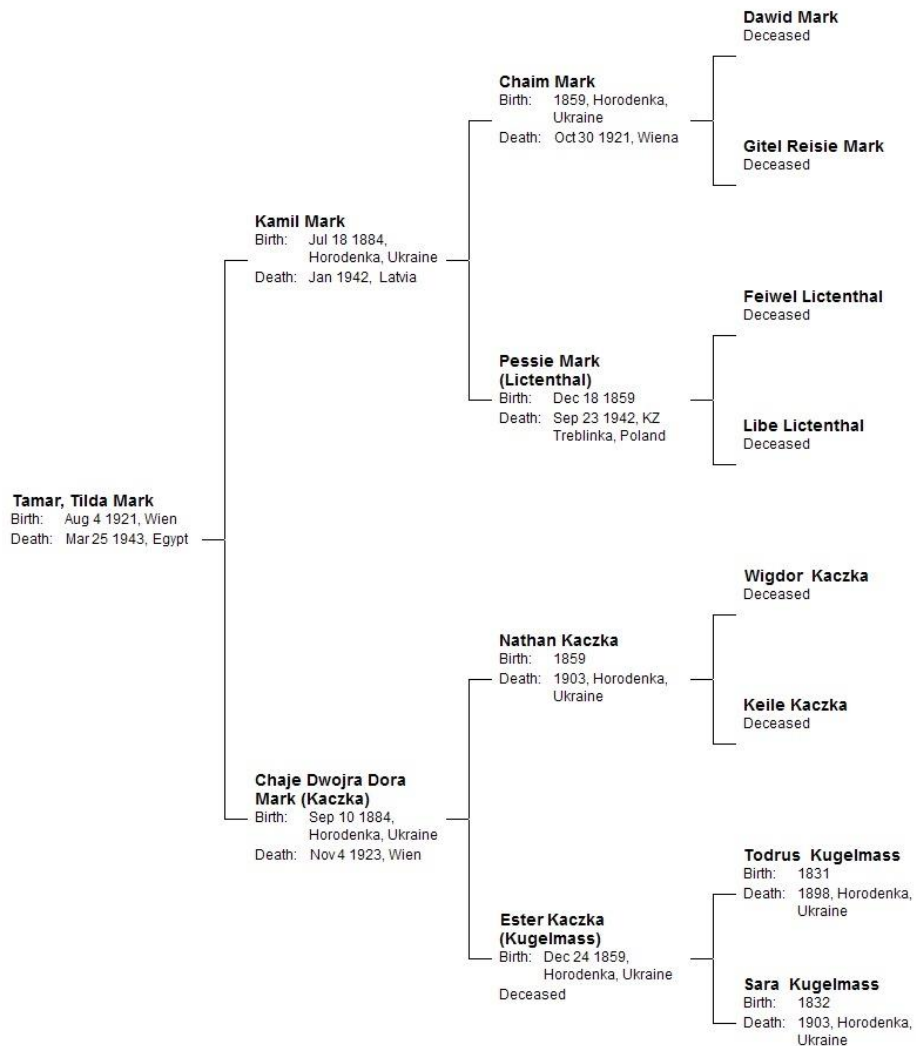 Dawid Mark
Deceased
Chaim Mark
Birth: 1859, Horodenka,
Ukraine
Death: Oct 30 1921, Wiena
Gitel Reisie Mark
Deceased
Kamil Mark
Birth: Jul 18 1884,
Horodenka, Ukraine
Death: Jan 1942, Latvia
Feiwel Lictenthal
Deceased
Pessie Mark
(Lictenthal)
Birth: Dec 18 1859
Death: Sep 23 1942, KZ
Treblinka, Poland
Libe Lictenthal
Deceased
Tamar, Tilda Mark
Birth: Aug 4 1921, Wien
Death: Mar 25 1943, Egypt
Wigdor Kaczka
Deceased
Nathan Kaczka
Birth: 1859
Death: 1903, Horodenka,
Ukraine
Keile Kaczka
Deceased
Chaje Dwojra Dora
Mark (Kaczka)
Birth: Sep 10 1884,
Horodenka, Ukraine
Death: Nov 4 1923, Wien
Todrus Kugelmass
Birth: 1831
Death: 1898, Horodenka,
Ukraine
Ester Kaczka
(Kugelmass)
Birth: Dec 24 1859,
Horodenka, Ukraine
Deceased
Sara Kugelmass
Birth: 1832
Death: 1903, Horodenka,
Ukraine